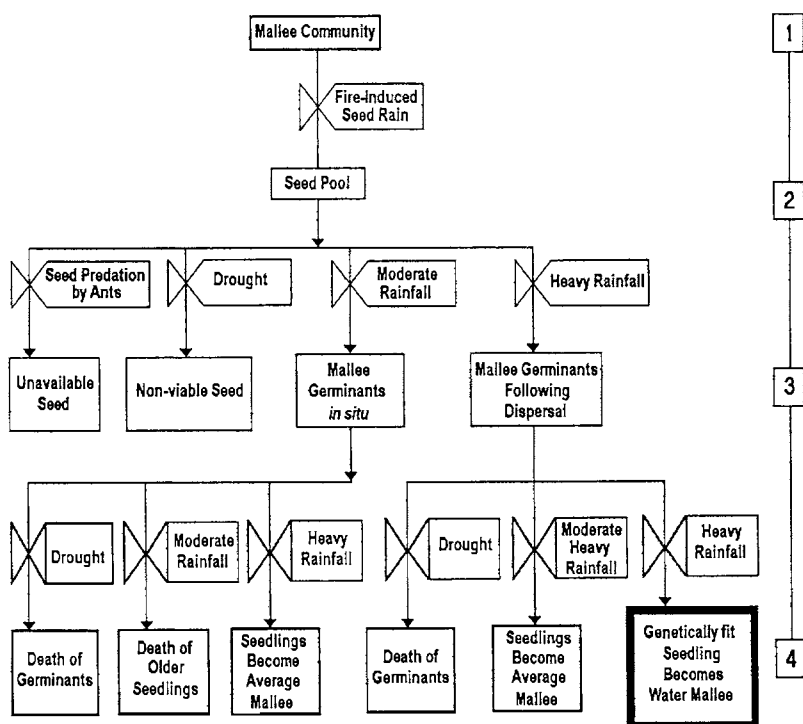 Mallee Community
1
Fire-Induced
Seed Rain
Seed Pool
2
Seed Predation
by Ants
Drought
Moderate
Rainfall
Heavy Rainfall
Unavailable
Seed
Non-viable Seed
Mallee
Germinants
in situ
Mallee Germinants
Following
Dispersal
3
Drought
Moderate
Rainfall
Heavy
Rainfall
Drought
Moderate
Heavy
Rainfall
Heavy
Rainfall
Death of
Germinants
Death of
Older
Seedlings
Seedlings
Become
Average
Mallee
Death of
Germinants
Seedlings
Become
Average
Mallee
Genetically fit
Seedling
Becomes
Water Mallee
4